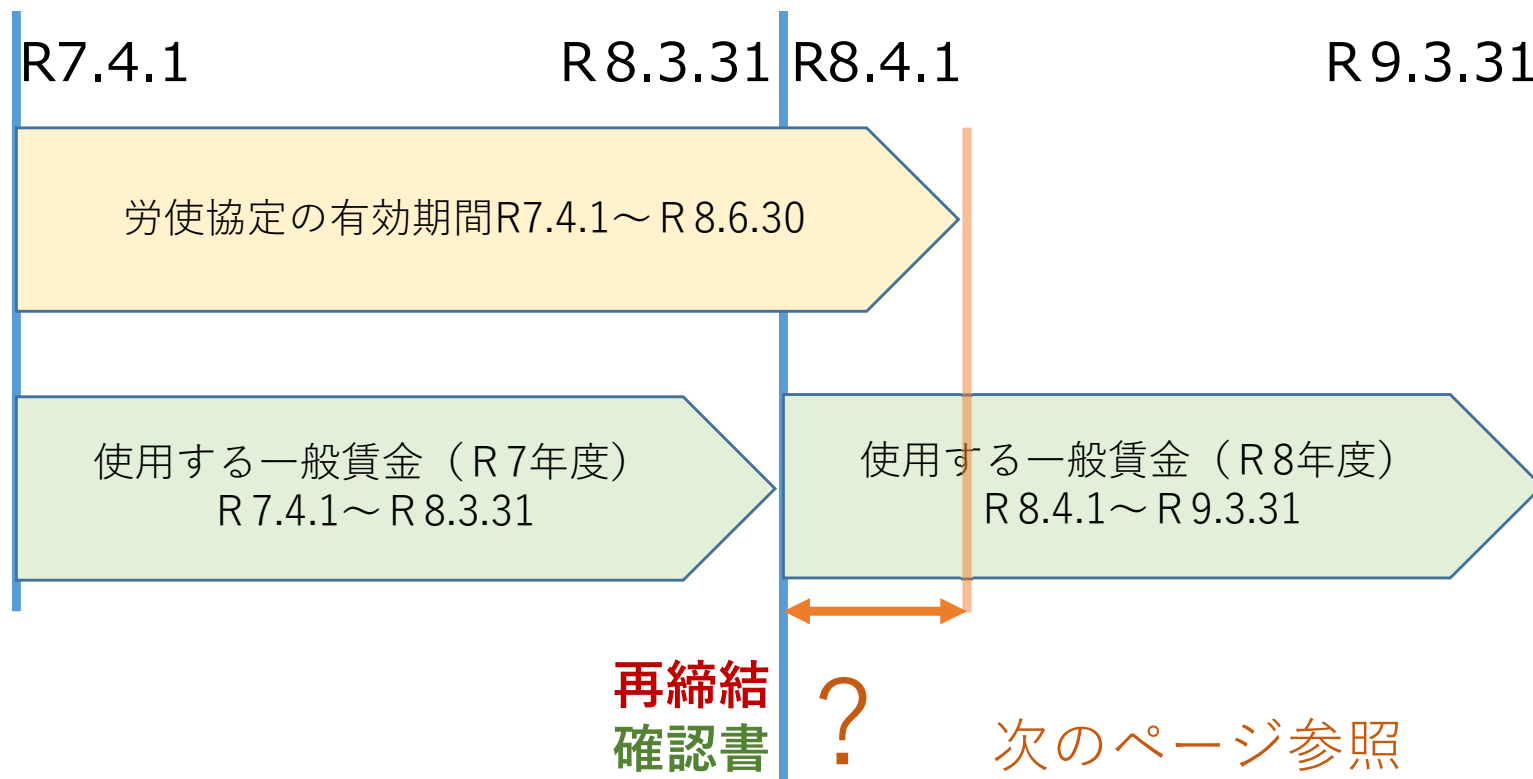 R7.4.1
R8.3.31
R8.4.1
R9.3.31
労使協定の有効期間R7.4.1～R8.6.30
使用する一般賃金（R7年度）
R7.4.1～R8.3.31
使用する一般賃金（R8年度）
R8.4.1～R9.3.31
再締結
確認書
？
次のページ参照